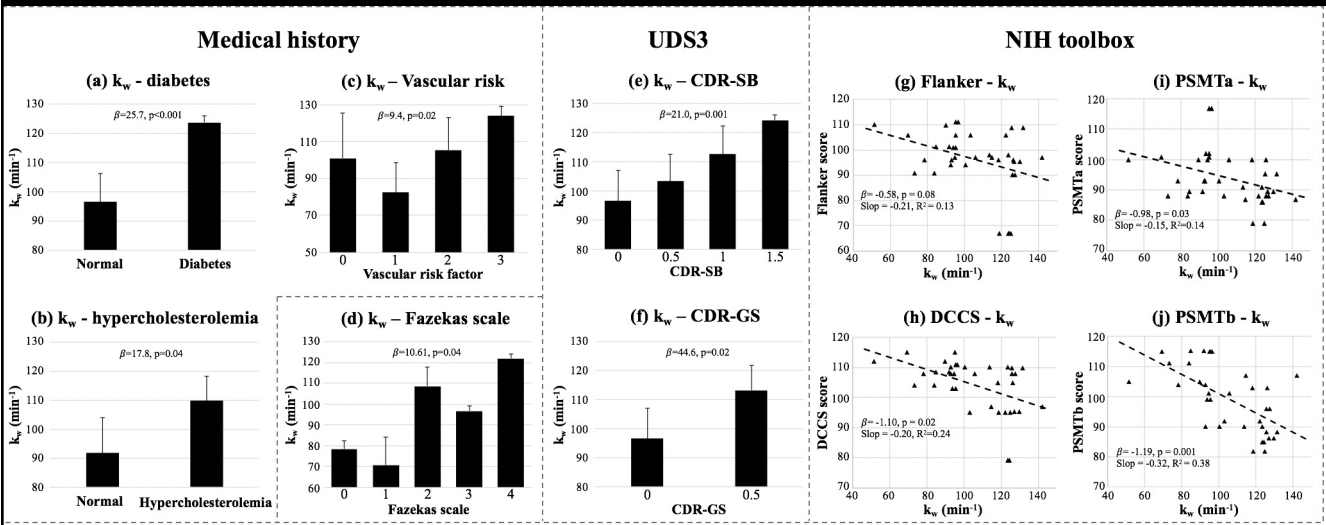 Medical history
UDS3
NIH toolbox
(a) kw - diabetes
β=25.7, p<0.001
kw (min-1)
130
120
110
100
90
80
Normal
Diabetes
(c) kw – Vascular risk
β=9.4, p=0.02
kw (min-1)
130
110
90
70
50
0
1
2
3
Vascular risk factor
(e) kw – CDR-SB
β=21.0, p=0.001
kw (min-1)
130
120
110
100
90
80
0
0.5
1
1.5
CDR-SB
(g) Flanker - kw
Flanker score
120
110
100
90
80
70
60
β= -0.58, p = 0.08
Slop = -0.21, R2 = 0.13
40
60
80
100
120
140
kw (min-1)
(i) PSMTa - kw
PSMTa score
120
110
100
90
80
70
β= -0.98, p = 0.03
Slop = -0.15, R2=0.14
40
60
80
100
120
140
kw (min-1)
(b) kw - hypercholesterolemia
β=17.8, p=0.04
kw (min-1)
130
120
110
100
90
80
Normal
Hypercholesterolemia
(d) kw – Fazekas scale
β=10.61, p=0.04
kw (min-1)
130
120
110
100
90
80
70
60
0
1
2
3
4
Fazekas scale
(f) kw – CDR-GS
β=44.6, p=0.02
kw (min-1)
130
120
110
100
90
80
0
0.5
CDR-GS
(h) DCCS - kw
DCCS score
120
110
100
90
80
70
β= -1.10, p = 0.02
Slop = -0.20, R2=0.24
40
60
80
100
120
140
kw (min-1)
(j) PSMTb - kw
PSMTb score
120
110
100
90
80
70
β= -1.19, p = 0.001
Slop = -0.32, R2 = 0.38
40
60
80
100
120
140
kw (min-1)